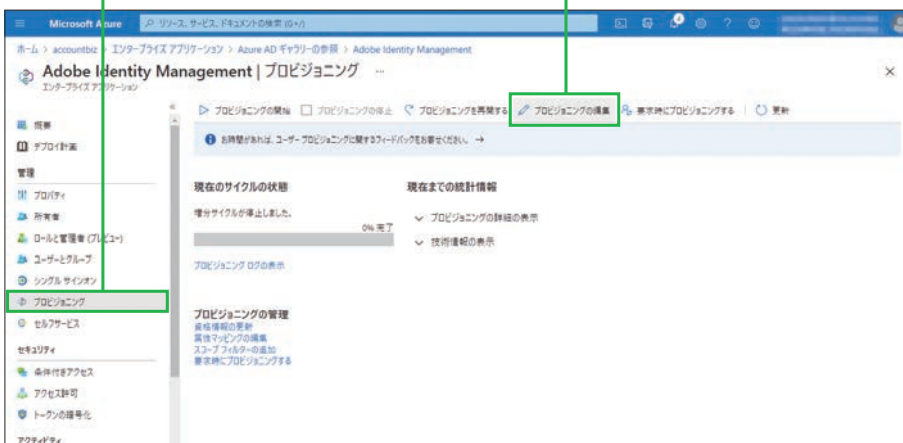 Microsoft Azure
リソース、サービス、ドキュメントの検索 (G+/)
ホーム > accountbiz > エンタープライズ アプリケーション > Azure AD ギャラリーの参照 > Adobe Identity Management
Adobe Identity Management | プロビジョニング …
エンタープライズ アプリケーション
プロビジョニングの開始 プロビジョニングの停止 プロビジョニングを再開する プロビジョニングの編集 要求時にプロビジョニングする 更新
お時間があれば、ユーザー プロビジョニングに関するフィードバックをお寄せください。 →
概要
デプロイ計画
管理
プロパティ
所有者
ロールと管理者 (プレビュー)
ユーザーとグループ
シングル サインオン
プロビジョニング
セルフサービス
セキュリティ
条件付きアクセス
アクセス許可
トークンの暗号化
アクティビティ
現在のサイクルの状態
増分サイクルが停止しました。
0% 完了
プロビジョニング ログの表示
現在までの統計情報
プロビジョニングの詳細の表示
技術情報の表示
プロビジョニングの管理
資格情報の更新
属性マッピングの編集
スコープ フィルターの追加
要求時にプロビジョニングする